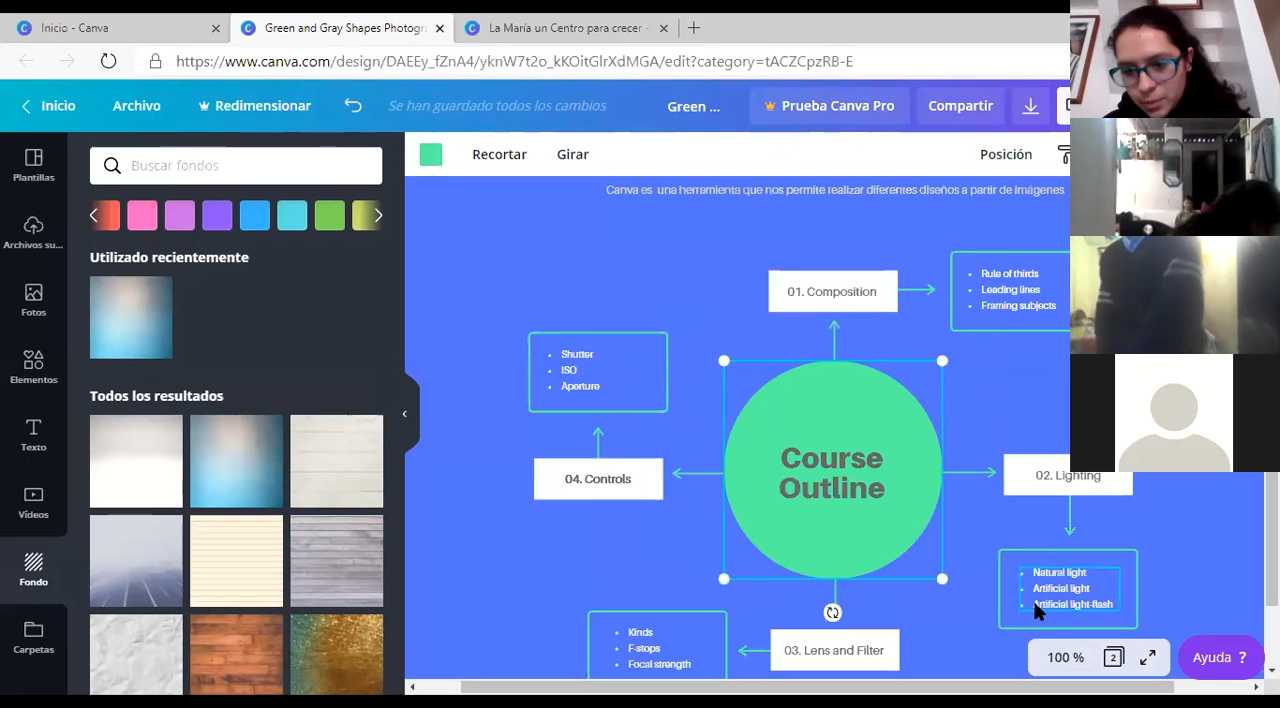 Inicio - Canva
Green and Gray Shapes Photogr
La María un Centro para crecer -
https://www.canva.com/design/DAEEy_fZnA4/yknW7t2o_kKOitGlrXdMGA/edit?category=tACZCpzRB-E
Inicio
Archivo
Redimensionar
Se han guardado todos los cambios
Green ...
Prueba Canva Pro
Compartir
Plantillas
Archivos su...
Fotos
Elementos
Texto
Vídeos
Fondo
Carpetas
Buscar fondos
Utilizado recientemente
Todos los resultados
Recortar
Girar
Posición
Canva es una herramienta que nos permite realizar diferentes diseños a partir de imágenes
01. Composition
• Rule of thirds
• Leading lines
• Framing subjects
• Shutter
• ISO
• Aperture
04. Controls
Course
Outline
02. Lighting
• Natural light
• Artificial light
• Artificial light-flash
• Kinds
• F-stops
• Focal strength
03. Lens and Filter
100 %
2
Ayuda ?